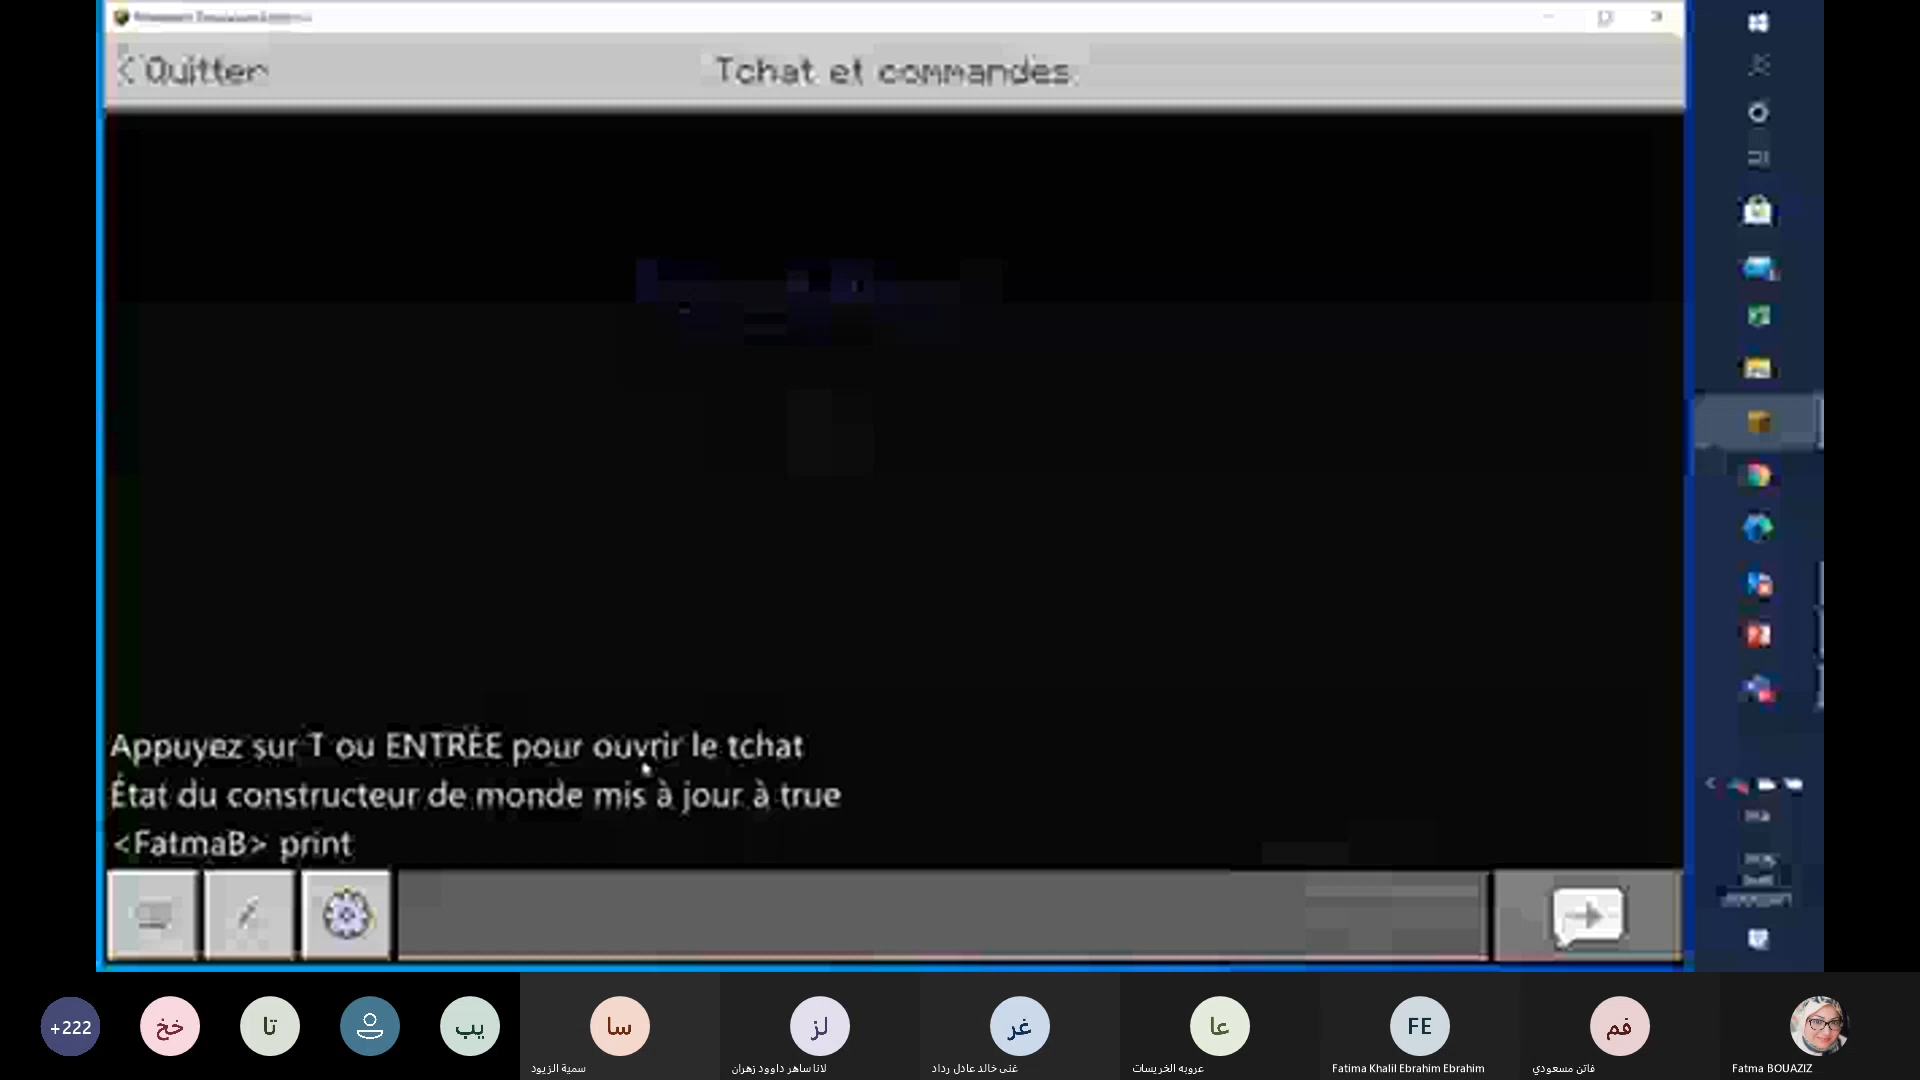 < Quitter
Tchat et commandes
Appuyez sur T ou ENTRÉE pour ouvrir le tchat
État du constructeur de monde mis à jour à true
<FatmaB> print
+222
خخ
تا
يب
سا
لز
غر
عا
FE
فم
سمية الزيود
لانا ساهر داوود زهران
غنى خالد عادل رداد
عروبه الخريسات
Fatima Khalil Ebrahim Ebrahim
فاتن مسعودي
Fatma BOUAZIZ